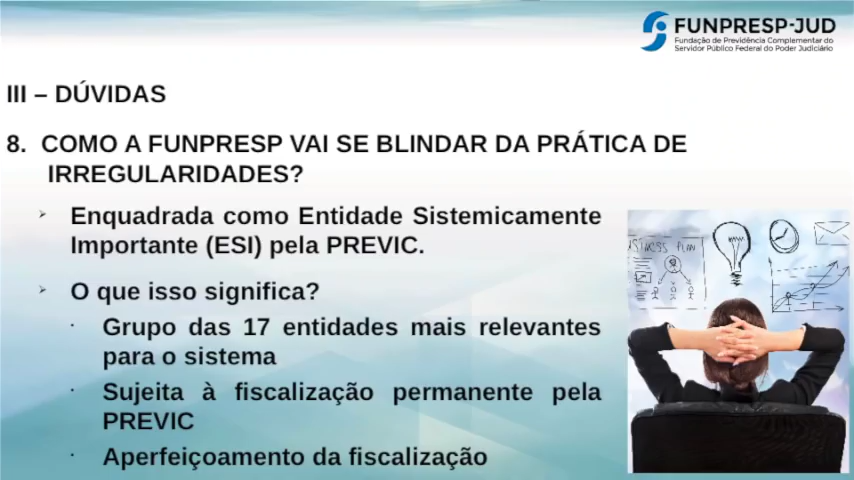 FUNPRESP-JUD
Fundação de Previdência Complementar do
Servidor Público Federal do Poder Judiciário
III – DÚVIDAS
8. COMO A FUNPRESP VAI SE BLINDAR DA PRÁTICA DE
IRREGULARIDADES?
Enquadrada como Entidade Sistemicamente
Importante (ESI) pela PREVIC.
O que isso significa?
Grupo das 17 entidades mais relevantes
para o sistema
Sujeita à fiscalização permanente pela
PREVIC
Aperfeiçoamento da fiscalização
PLAN